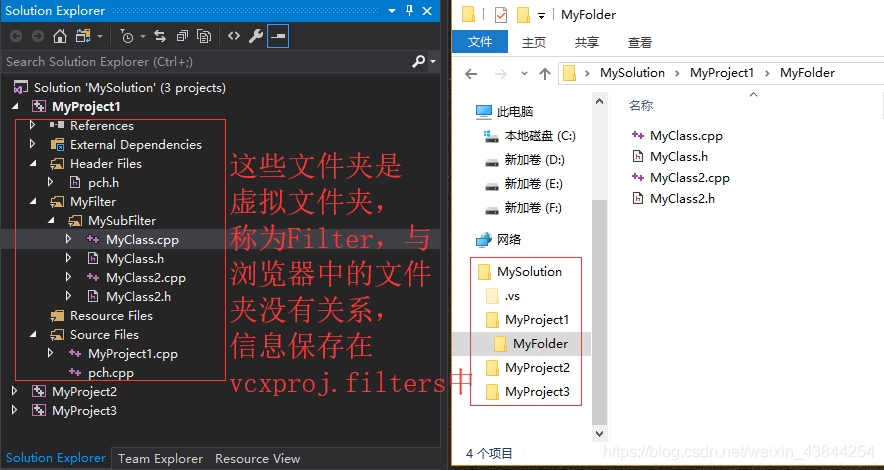 Solution Explorer
Search Solution Explorer (Ctrl+;)
Solution 'MySolution' (3 projects)
MyProject1
References
External Dependencies
Header Files
pch.h
MyFilter
MySubFilter
MyClass.cpp
MyClass.h
MyClass2.cpp
MyClass2.h
Resource Files
Source Files
MyProject1.cpp
pch.cpp
MyProject2
MyProject3
Solution Explorer Team Explorer Resource View
这些文件夹是
虚拟文件夹，
称为Filter，与
浏览器中的文件
夹没有关系，
信息保存在
vcxproj.filters中
MyFolder
文件 主页 共享 查看
MySolution MyProject1 MyFolder
此电脑
本地磁盘 (C:)
新加卷 (D:)
新加卷 (E:)
新加卷 (F:)
网络
MySolution
.vs
MyProject1
MyFolder
MyProject2
MyProject3
名称
MyClass.cpp
MyClass.h
MyClass2.cpp
MyClass2.h
4 个项目
https://blog.csdn.net/weixin_43844254